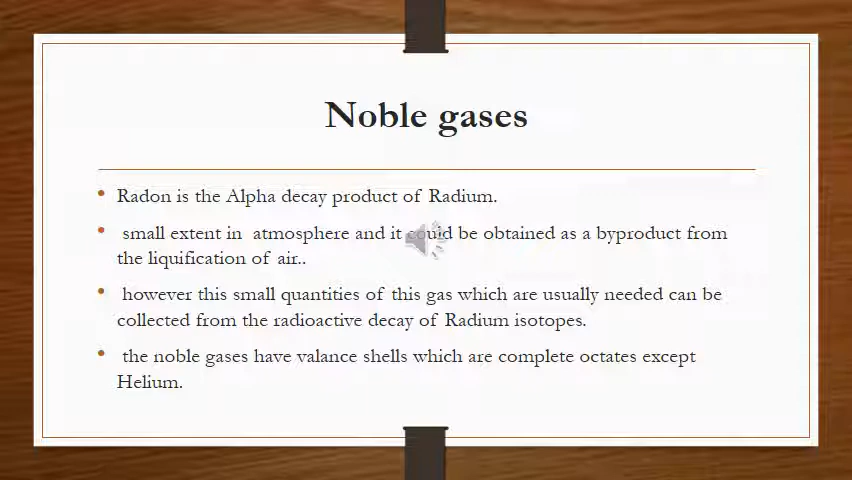 Noble gases
Radon is the Alpha decay product of Radium.
small extent in atmosphere and it could be obtained as a byproduct from
the liquification of air..
however this small quantities of this gas which are usually needed can be
collected from the radioactive decay of Radium isotopes.
the noble gases have valance shells which are complete octates except
Helium.